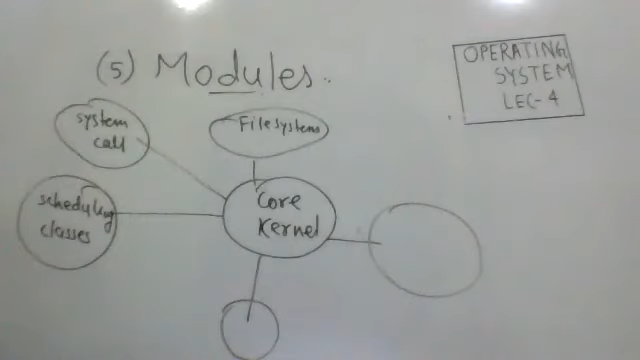 (5) Modules.
OPERATING
SYSTEM
LEC-4
system
call
Filesystems
scheduling
classes
Core
Kernel